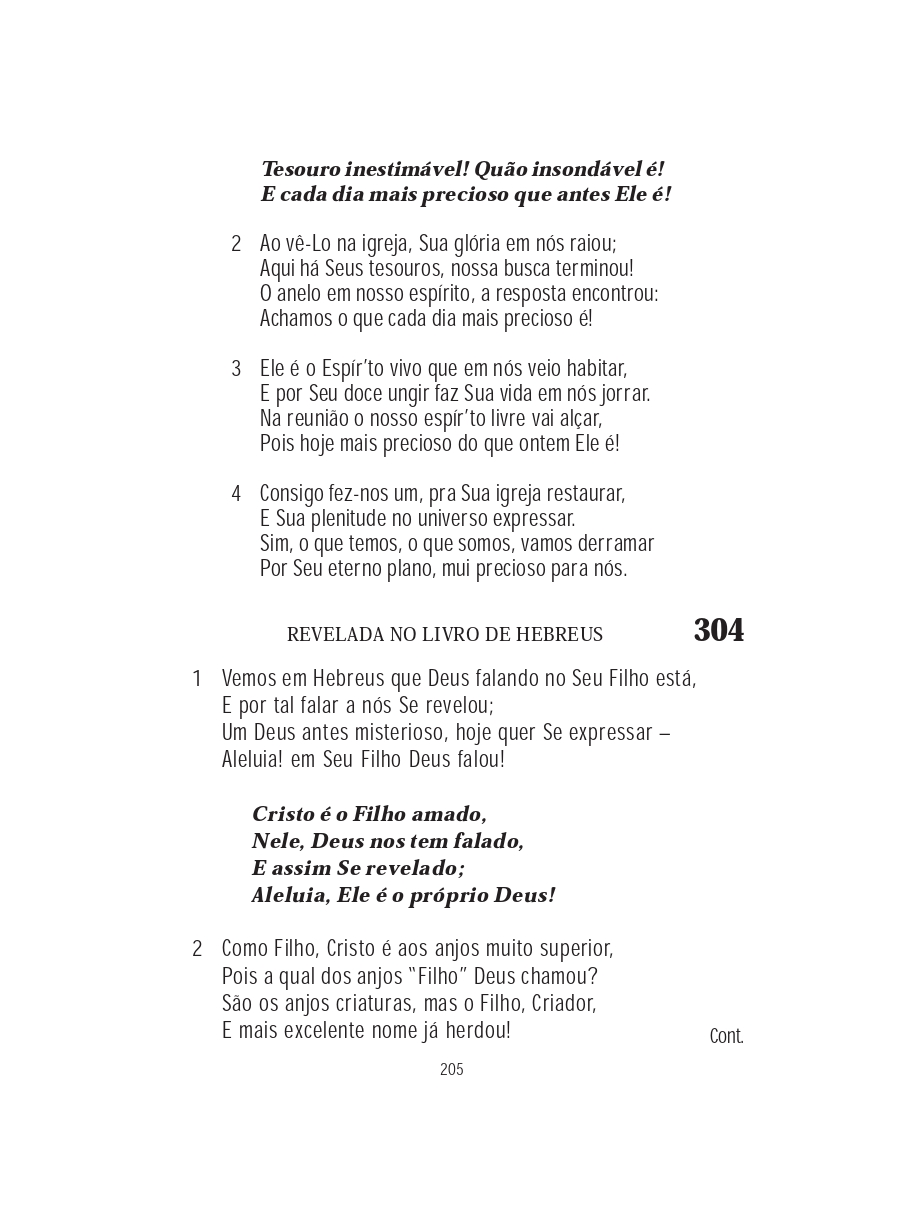 Tesouro inestimável! Quão insondável é!
E cada dia mais precioso que antes Ele é!
2 Ao vê-Lo na igreja, Sua glória em nós raiou;
Aqui há Seus tesouros, nossa busca terminou!
O anelo em nosso espírito, a resposta encontrou:
Achamos o que cada dia mais precioso é!
3 Ele é o Espír’to vivo que em nós veio habitar,
E por Seu doce ungir faz Sua vida em nós jorrar.
Na reunião o nosso espír’to livre vai alçar,
Pois hoje mais precioso do que ontem Ele é!
4 Consigo fez-nos um, pra Sua igreja restaurar,
E Sua plenitude no universo expressar.
Sim, o que temos, o que somos, vamos derramar
Por Seu eterno plano, mui precioso para nós.
REVELADA NO LIVRO DE HEBREUS 304
1 Vemos em Hebreus que Deus falando no Seu Filho está,
E por tal falar a nós Se revelou;
Um Deus antes misterioso, hoje quer Se expressar –
Aleluia! em Seu Filho Deus falou!
Cristo é o Filho amado,
Nele, Deus nos tem falado,
E assim Se revelado;
Aleluia, Ele é o próprio Deus!
2 Como Filho, Cristo é aos anjos muito superior,
Pois a qual dos anjos “Filho” Deus chamou?
São os anjos criaturas, mas o Filho, Criador,
E mais excelente nome já herdou!
Cont.
205